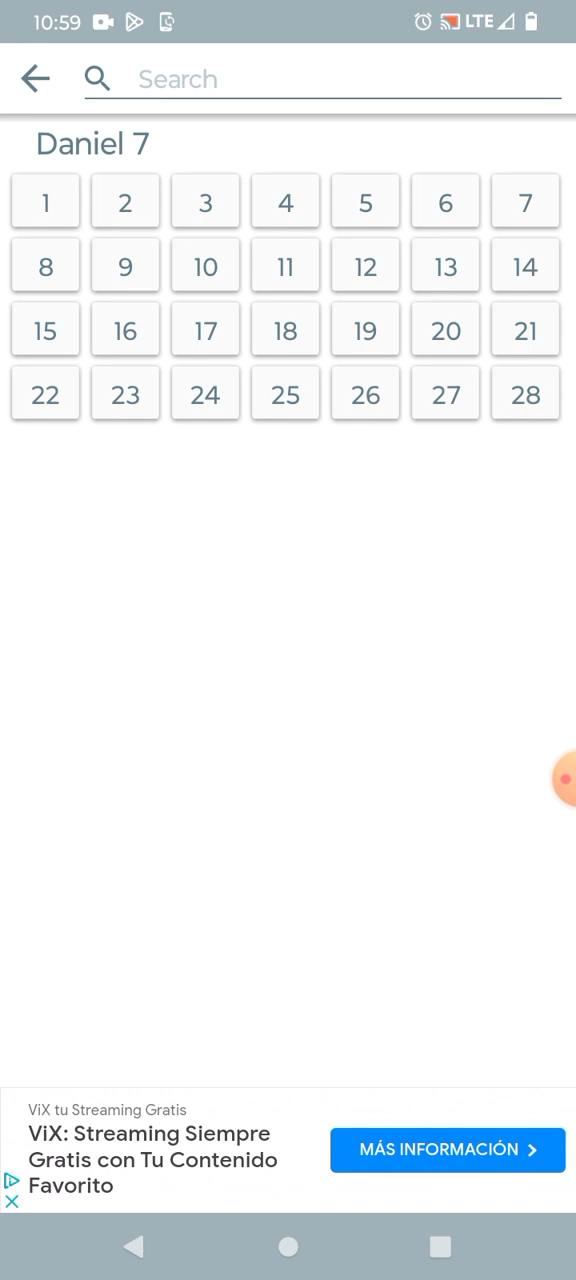 10:59 LTE
Search
Daniel 7
1 2 3 4 5 6 7
8 9 10 11 12 13 14
15 16 17 18 19 20 21
22 23 24 25 26 27 28
ViX tu Streaming Gratis
ViX: Streaming Siempre
Gratis con Tu Contenido
Favorito
MÁS INFORMACIÓN